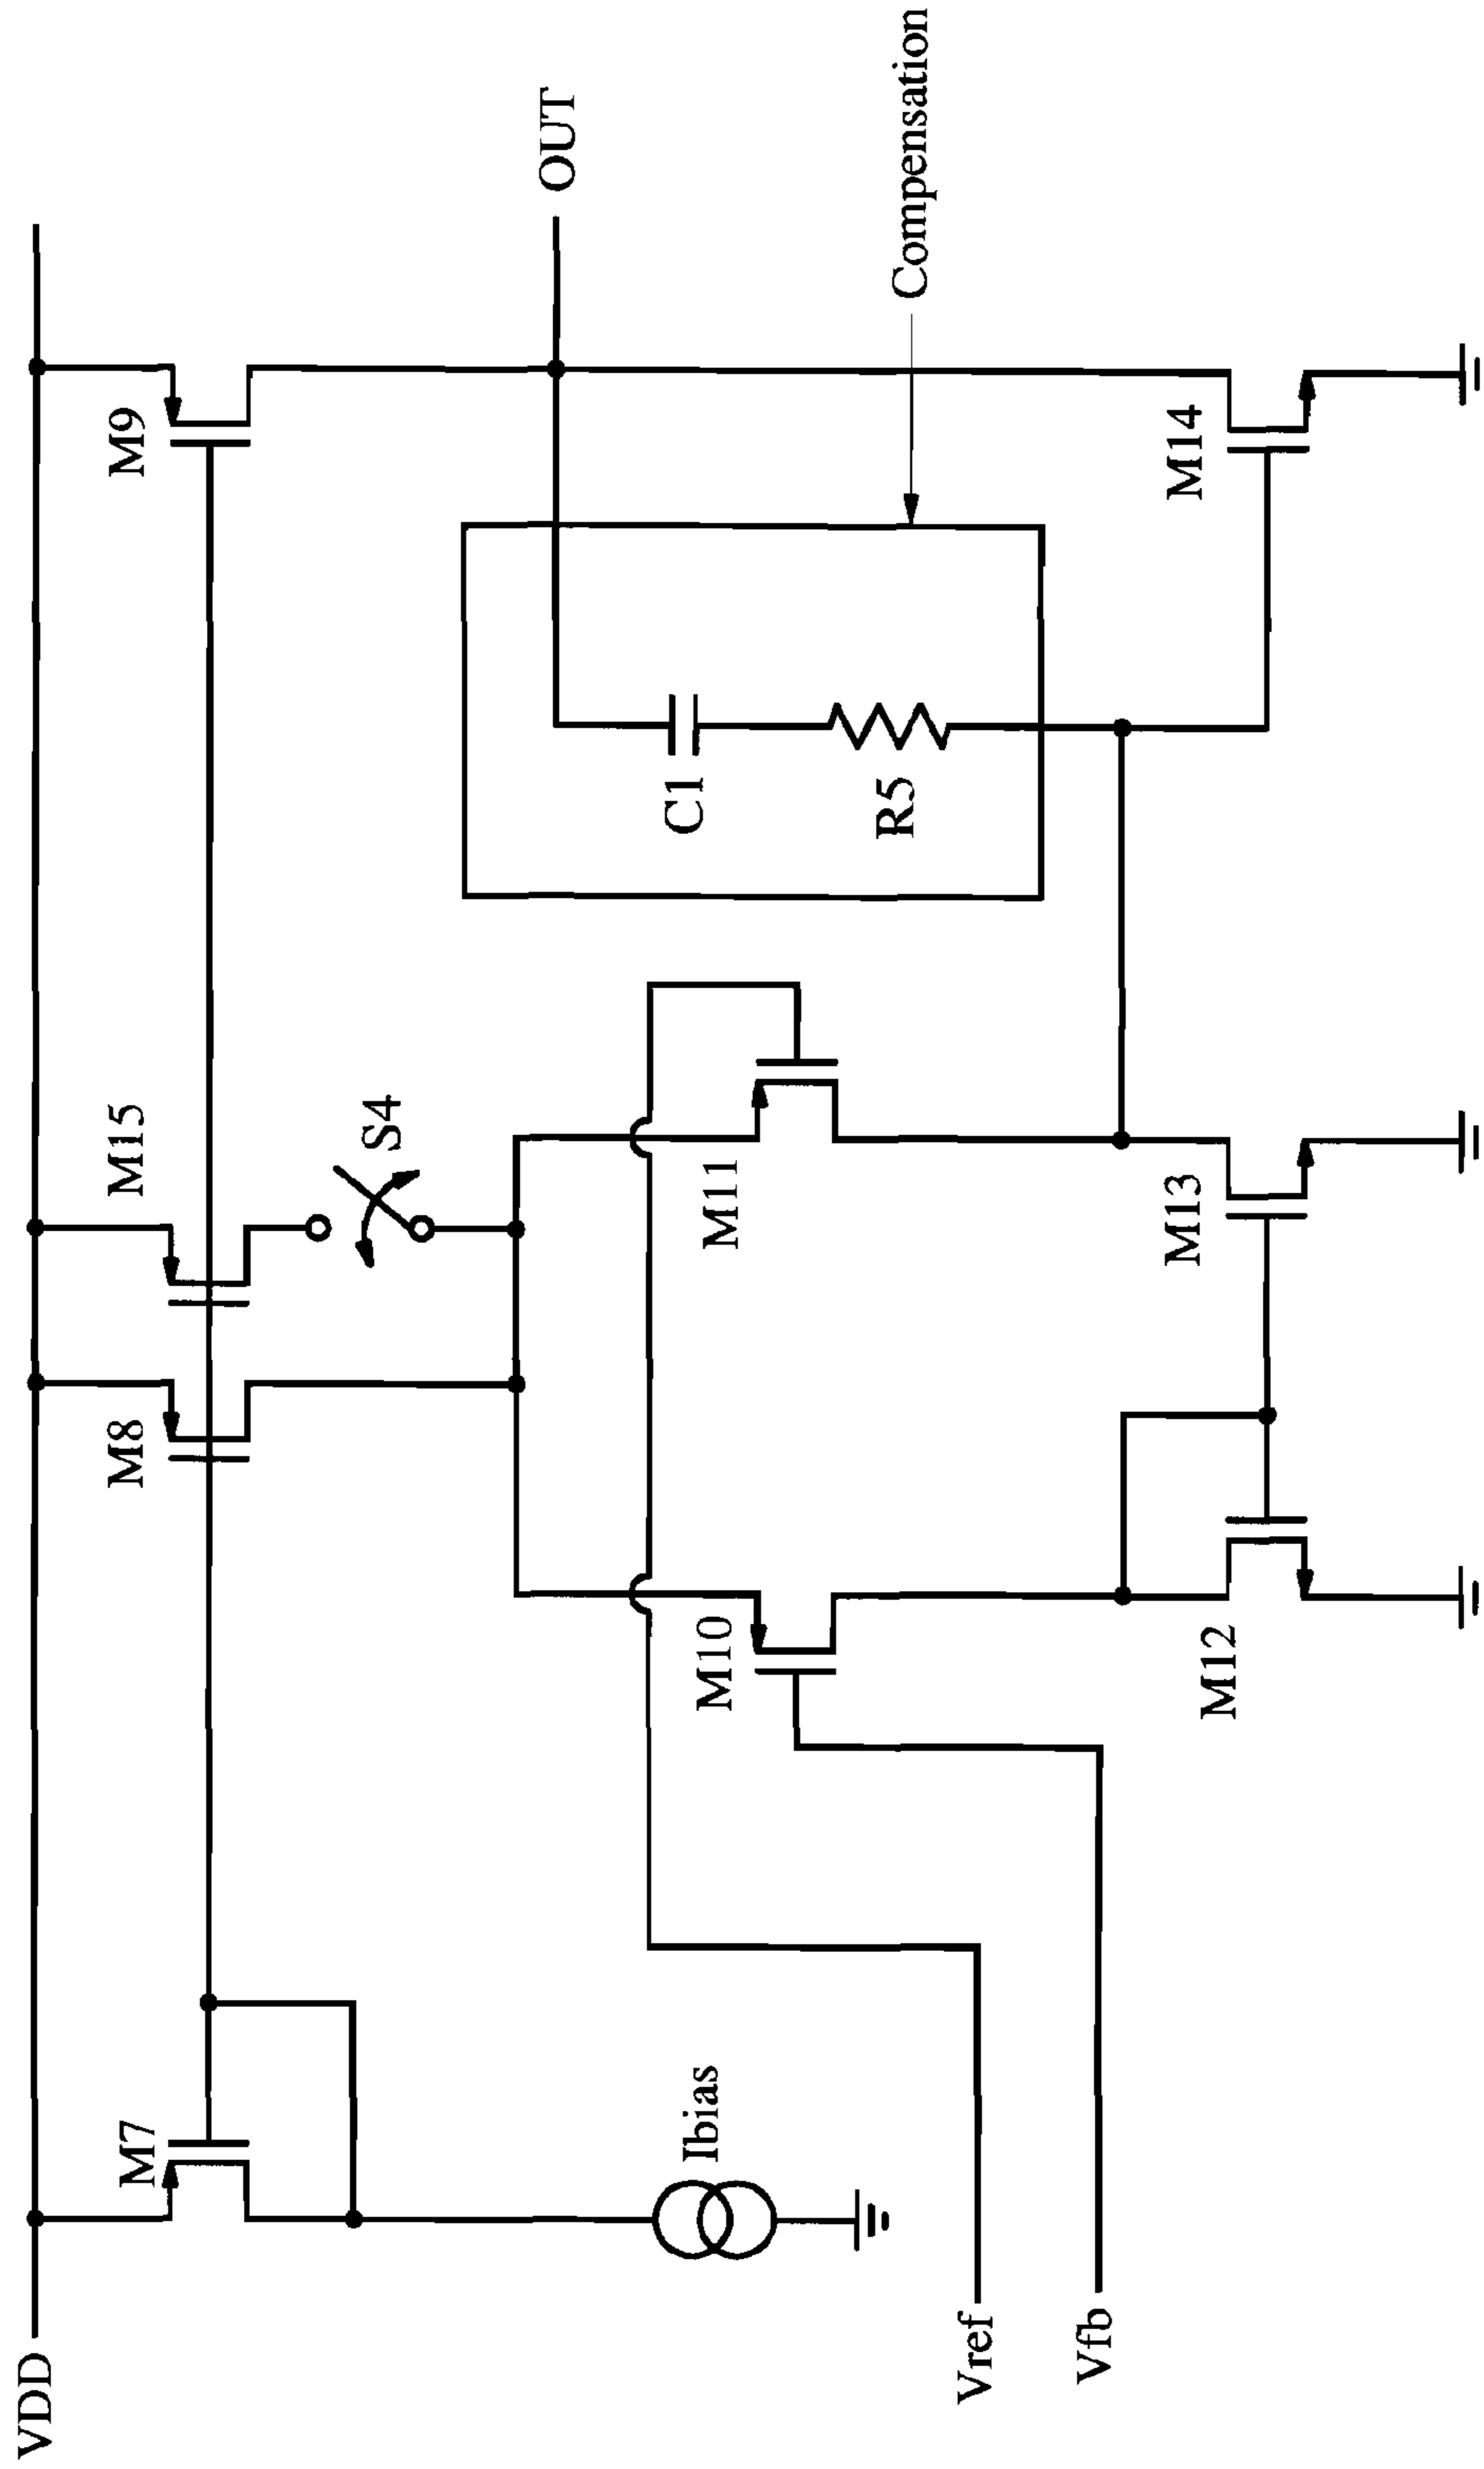 VDD
M7
M8
M15
M9
S4
OUT
Ibias
M10
M11
C1
R5
Compensation
Vref
Vfb
M12
M13
M14